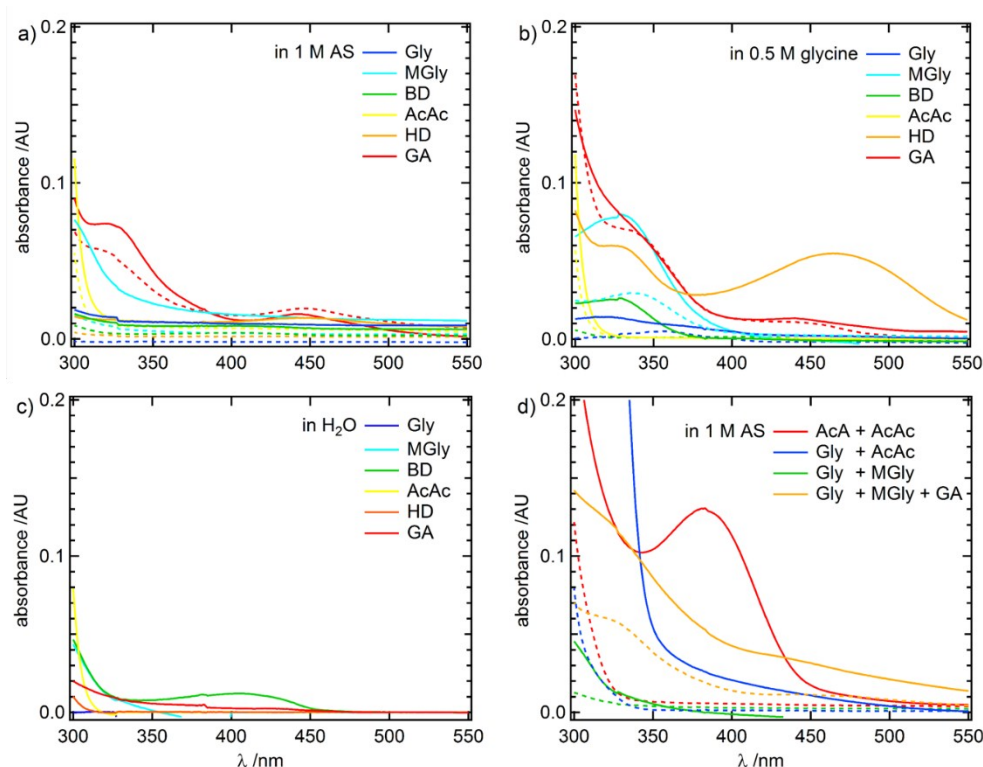 a)
in 1 M AS
Gly
MGly
BD
AcAc
HD
GA
absorbance /AU
0.2
0.1
0.0
300 350 400 450 500 550
b)
in 0.5 M glycine
Gly
MGly
BD
AcAc
HD
GA
absorbance /AU
0.2
0.1
0.0
300 350 400 450 500 550
c)
in H₂O
Gly
MGly
BD
AcAc
HD
GA
absorbance /AU
0.2
0.1
0.0
300 350 400 450 500 550
λ /nm
d)
in 1 M AS
AcA + AcAc
Gly + AcAc
Gly + MGly
Gly + MGly + GA
absorbance /AU
0.2
0.1
0.0
300 350 400 450 500 550
λ /nm